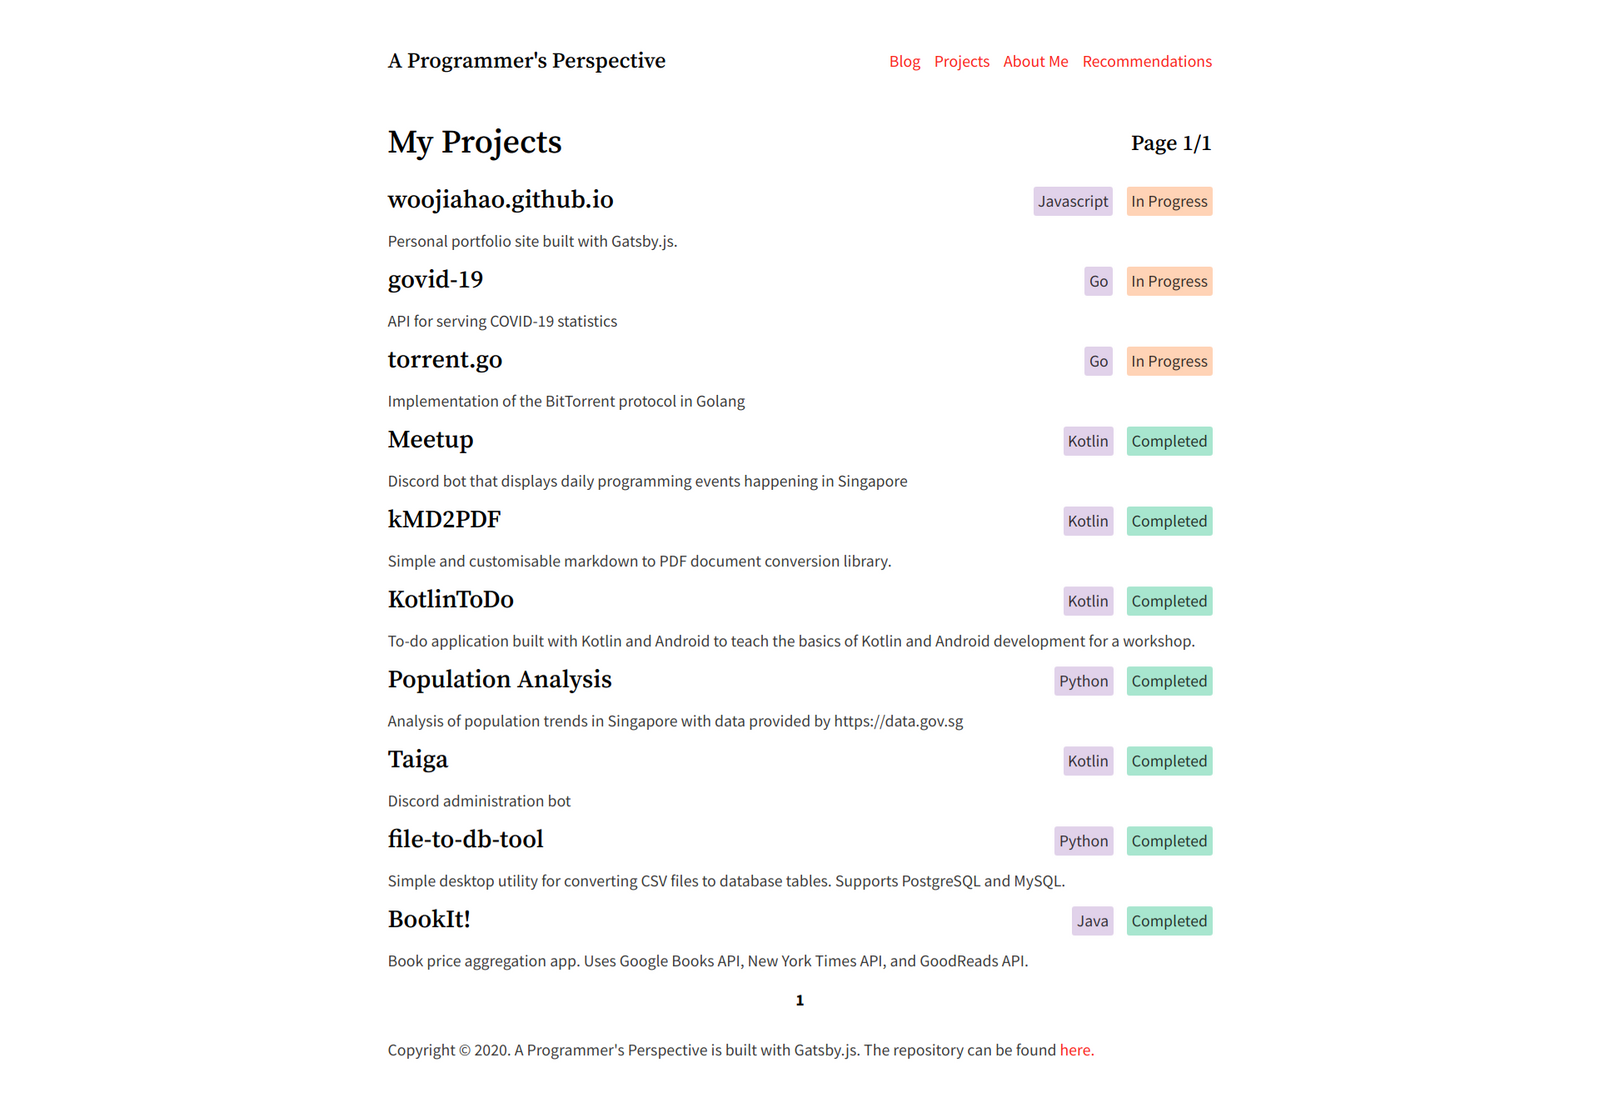 A Programmer's Perspective Blog Projects About Me Recommendations
My Projects Page 1/1
woojiahao.github.io Javascript In Progress
Personal portfolio site built with Gatsby.js.
govid-19 Go In Progress
API for serving COVID-19 statistics
torrent.go Go In Progress
Implementation of the BitTorrent protocol in Golang
Meetup Kotlin Completed
Discord bot that displays daily programming events happening in Singapore
kMD2PDF Kotlin Completed
Simple and customisable markdown to PDF document conversion library.
KotlinToDo Kotlin Completed
To-do application built with Kotlin and Android to teach the basics of Kotlin and Android development for a workshop.
Population Analysis Python Completed
Analysis of population trends in Singapore with data provided by https://data.gov.sg
Taiga Kotlin Completed
Discord administration bot
file-to-db-tool Python Completed
Simple desktop utility for converting CSV files to database tables. Supports PostgreSQL and MySQL.
BookIt! Java Completed
Book price aggregation app. Uses Google Books API, New York Times API, and GoodReads API.
1
Copyright © 2020. A Programmer's Perspective is built with Gatsby.js. The repository can be found here.